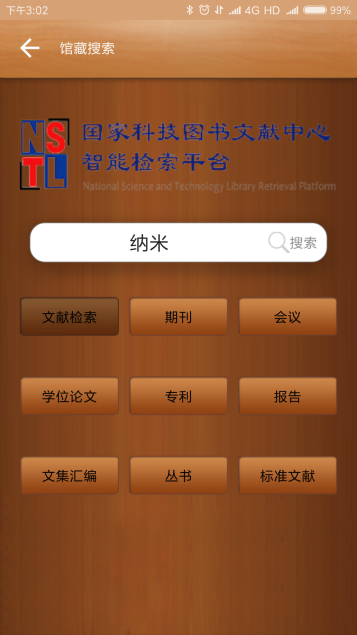 下午3:02 4G HD 99%
馆藏搜索
NSTL
国家科技图书文献中心
智能检索平台
National Science and Technology Library Retrieval Platform
纳米 搜索
文献检索 期刊 会议
学位论文 专利 报告
文集汇编 丛书 标准文献